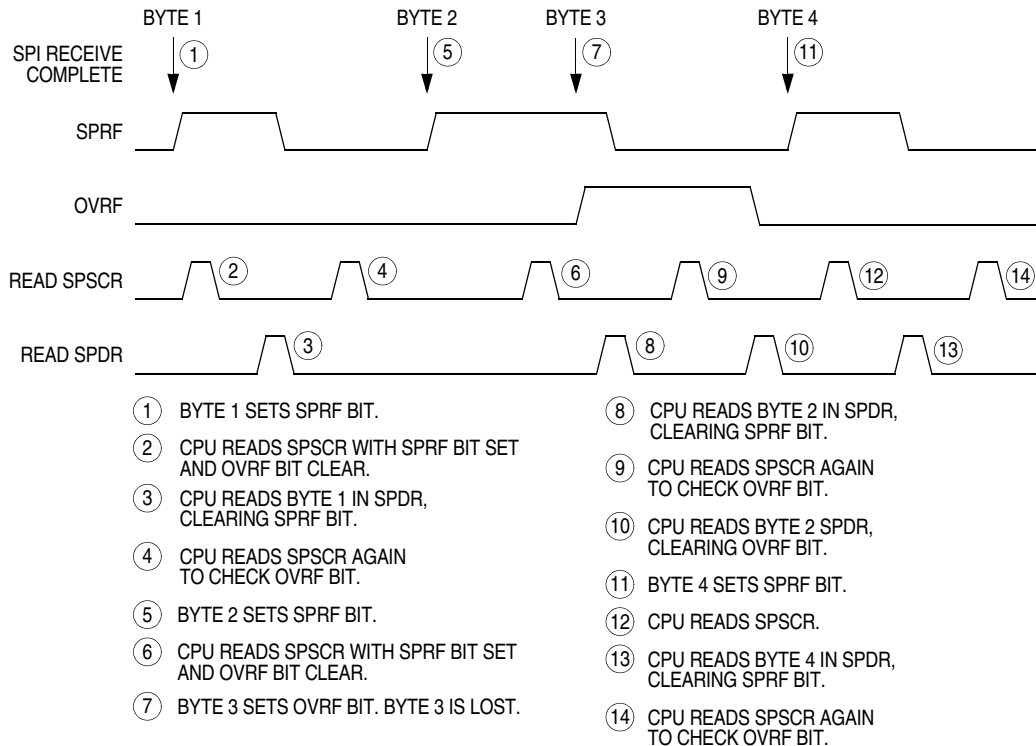 BYTE 1 BYTE 2 BYTE 3 BYTE 4
SPI RECEIVE
COMPLETE
1 5 7 11
SPRF
OVRF
READ SPSCR
2 4 6 9 12 14
READ SPDR
3 8 10 13
1 BYTE 1 SETS SPRF BIT.
2 CPU READS SPSCR WITH SPRF BIT SET
AND OVRF BIT CLEAR.
3 CPU READS BYTE 1 IN SPDR,
CLEARING SPRF BIT.
4 CPU READS SPSCR AGAIN
TO CHECK OVRF BIT.
5 BYTE 2 SETS SPRF BIT.
6 CPU READS SPSCR WITH SPRF BIT SET
AND OVRF BIT CLEAR.
7 BYTE 3 SETS OVRF BIT. BYTE 3 IS LOST.
8 CPU READS BYTE 2 IN SPDR,
CLEARING SPRF BIT.
9 CPU READS SPSCR AGAIN
TO CHECK OVRF BIT.
10 CPU READS BYTE 2 SPDR,
CLEARING OVRF BIT.
11 BYTE 4 SETS SPRF BIT.
12 CPU READS SPSCR.
13 CPU READS BYTE 4 IN SPDR,
CLEARING SPRF BIT.
14 CPU READS SPSCR AGAIN
TO CHECK OVRF BIT.